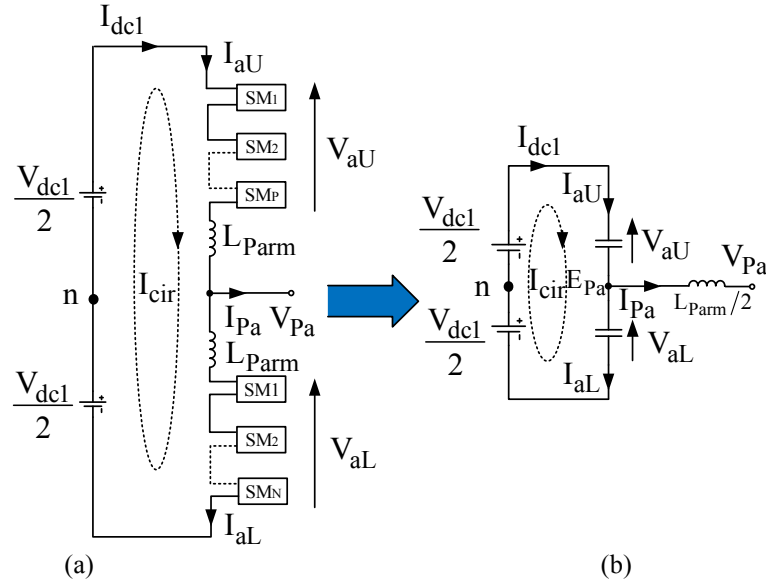 I_dc1
I_aU
SM1
SM2
SMP
V_aU
V_dc1
2
L_Parm
n
I_cir
I_Pa
V_Pa
L_Parm
V_dc1
2
SM1
SM2
SMN
V_aL
I_aL
(a)
I_dc1
I_aU
V_dc1
2
V_aU
V_Pa
n
I_cir
E_Pa
I_Pa
L_Parm/2
V_dc1
2
V_aL
I_aL
(b)